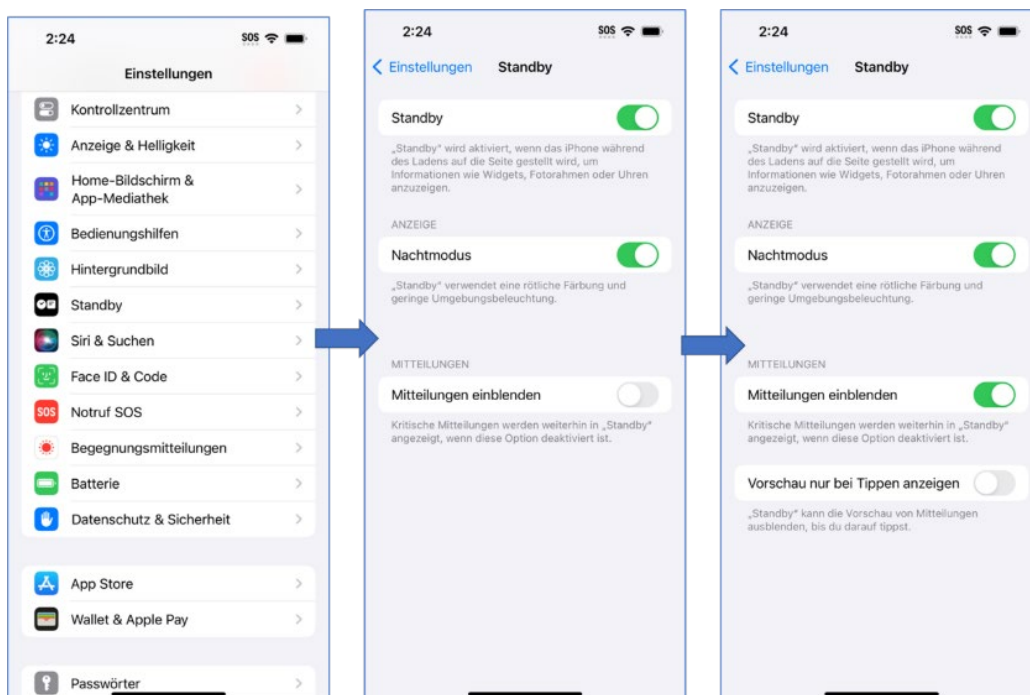 2:24
SOS
Einstellungen
Kontrollzentrum
Anzeige & Helligkeit
Home-Bildschirm &
App-Mediathek
Bedienungshilfen
Hintergrundbild
Standby
Siri & Suchen
Face ID & Code
SOS
Notruf SOS
Begegnungsmitteilungen
Batterie
Datenschutz & Sicherheit
App Store
Wallet & Apple Pay
Passwörter
2:24
SOS
Einstellungen
Standby
Standby
„Standby“ wird aktiviert, wenn das iPhone während
des Ladens auf die Seite gestellt wird, um
Informationen wie Widgets, Fotorahmen oder Uhren
anzuzeigen.
ANZEIGE
Nachtmodus
„Standby“ verwendet eine rötliche Färbung und
geringe Umgebungsbeleuchtung.
MITTEILUNGEN
Mitteilungen einblenden
Kritische Mitteilungen werden weiterhin in „Standby“
angezeigt, wenn diese Option deaktiviert ist.
2:24
SOS
Einstellungen
Standby
Standby
„Standby“ wird aktiviert, wenn das iPhone während
des Ladens auf die Seite gestellt wird, um
Informationen wie Widgets, Fotorahmen oder Uhren
anzuzeigen.
ANZEIGE
Nachtmodus
„Standby“ verwendet eine rötliche Färbung und
geringe Umgebungsbeleuchtung.
MITTEILUNGEN
Mitteilungen einblenden
Kritische Mitteilungen werden weiterhin in „Standby“
angezeigt, wenn diese Option deaktiviert ist.
Vorschau nur bei Tippen anzeigen
„Standby“ kann die Vorschau von Mitteilungen
ausblenden, bis du darauf tippst.